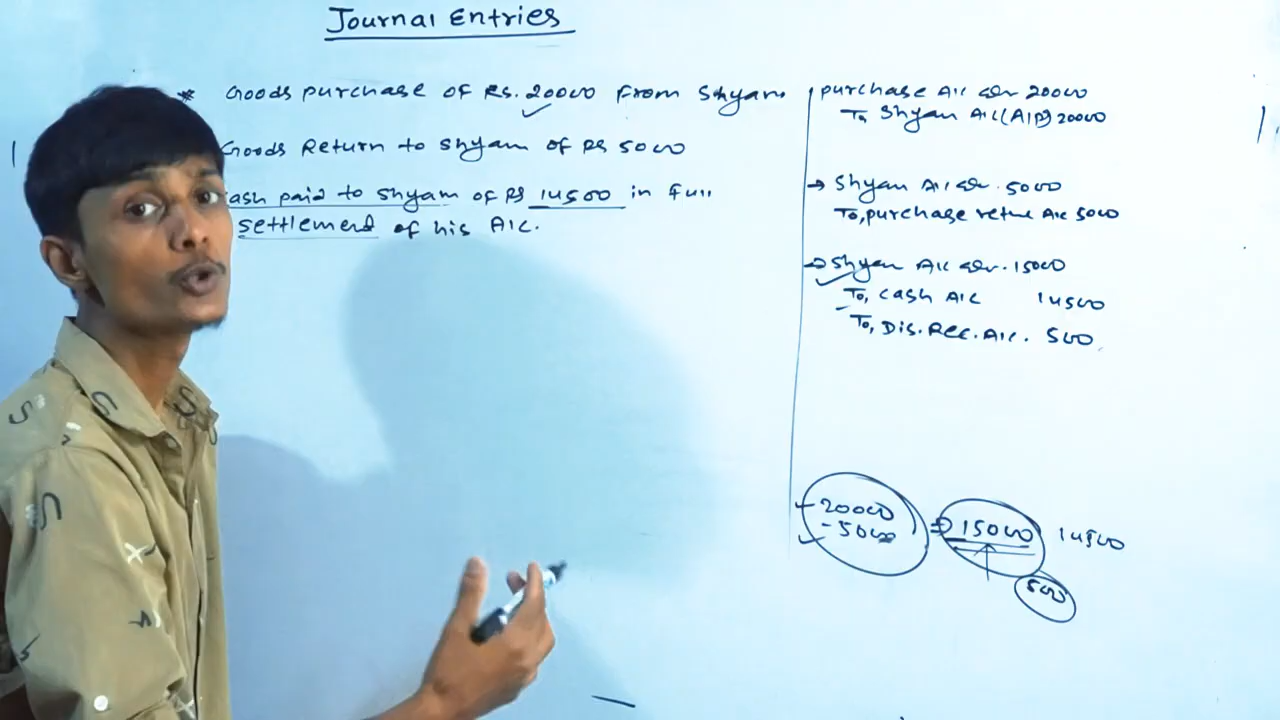 Journal Entries
* Goods purchase of Rs. 20000 from Shyam
Goods Return to Shyam of Rs 5000
ash paid to Shyam of Rs 14500 in full
settlement of his A/c.
purchase A/c dr 20000
To, Shyam A/c (A/P) 20000
→ Shyam A/c dr. 5000
To, purchase retun A/c 5000
→ Shyam A/c dr. 15000
To, cash A/c 14500
To, Dis. Rec. A/c. 500
20000
- 5000
⇒ 15000 14500
500